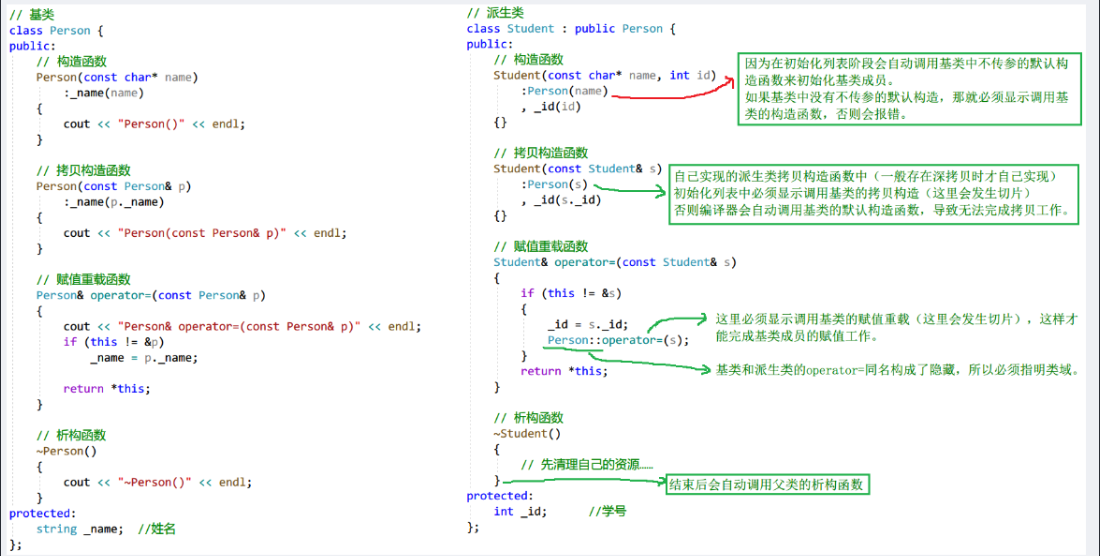 // 基类
class Person {
public:
// 构造函数
Person(const char* name)
:_name(name)
{
cout << "Person()" << endl;
}
// 拷贝构造函数
Person(const Person& p)
:_name(p._name)
{
cout << "Person(const Person& p)" << endl;
}
// 赋值重载函数
Person& operator=(const Person& p)
{
cout << "Person& operator=(const Person& p)" << endl;
if (this != &p)
_name = p._name;
return *this;
}
// 析构函数
~Person()
{
cout << "~Person()" << endl;
}
protected:
string _name; //姓名
};
// 派生类
class Student : public Person {
public:
// 构造函数
Student(const char* name, int id)
:Person(name)
, _id(id)
{}
因为在初始化列表阶段会自动调用基类中不传参的默认构
造函数来初始化基类成员。
如果基类中没有不传参的默认构造，那就必须显示调用基
类的构造函数，否则会报错。
// 拷贝构造函数
Student(const Student& s)
:Person(s)
, _id(s._id)
{}
自己实现的派生类拷贝构造函数中（一般存在深拷贝时才自己实现）
初始化列表中必须显示调用基类的拷贝构造（这里会发生切片）
否则编译器会自动调用基类的默认构造函数，导致无法完成拷贝工作。
// 赋值重载函数
Student& operator=(const Student& s)
{
if (this != &s)
{
_id = s._id;
Person::operator=(s);
}
return *this;
}
这里必须显示调用基类的赋值重载（这里会发生切片），这样才
能完成基类成员的赋值工作。
基类和派生类的operator=同名构成了隐藏，所以必须指明类域。
// 析构函数
~Student()
{
// 先清理自己的资源……
}
结束后会自动调用父类的析构函数
protected:
int _id; //学号
};